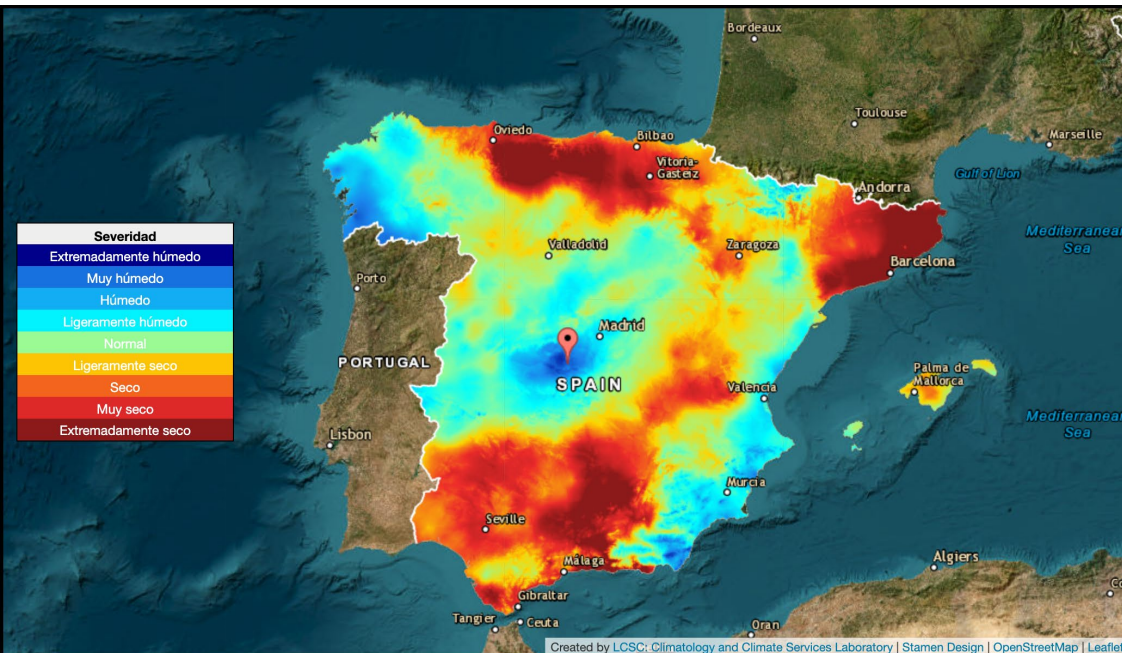 Bordeaux
Toulouse
Marseille
Gulf of Lion
Oviedo
Bilbao
Vitoria-
Gasteiz
Andorra
Severidad
Extremadamente húmedo
Muy húmedo
Húmedo
Ligeramente húmedo
Normal
Ligeramente seco
Seco
Muy seco
Extremadamente seco
Valladolid
Zaragoza
Barcelona
Mediterranean
Sea
Porto
Madrid
PORTUGAL
SPAIN
Valencia
Palma de
Mallorca
Mediterranean
Sea
Lisbon
Murcia
Seville
Málaga
Algiers
Gibraltar
Tangier
Ceuta
Oran
Created by LCSC: Climatology and Climate Services Laboratory | Stamen Design | OpenStreetMap | Leaflet